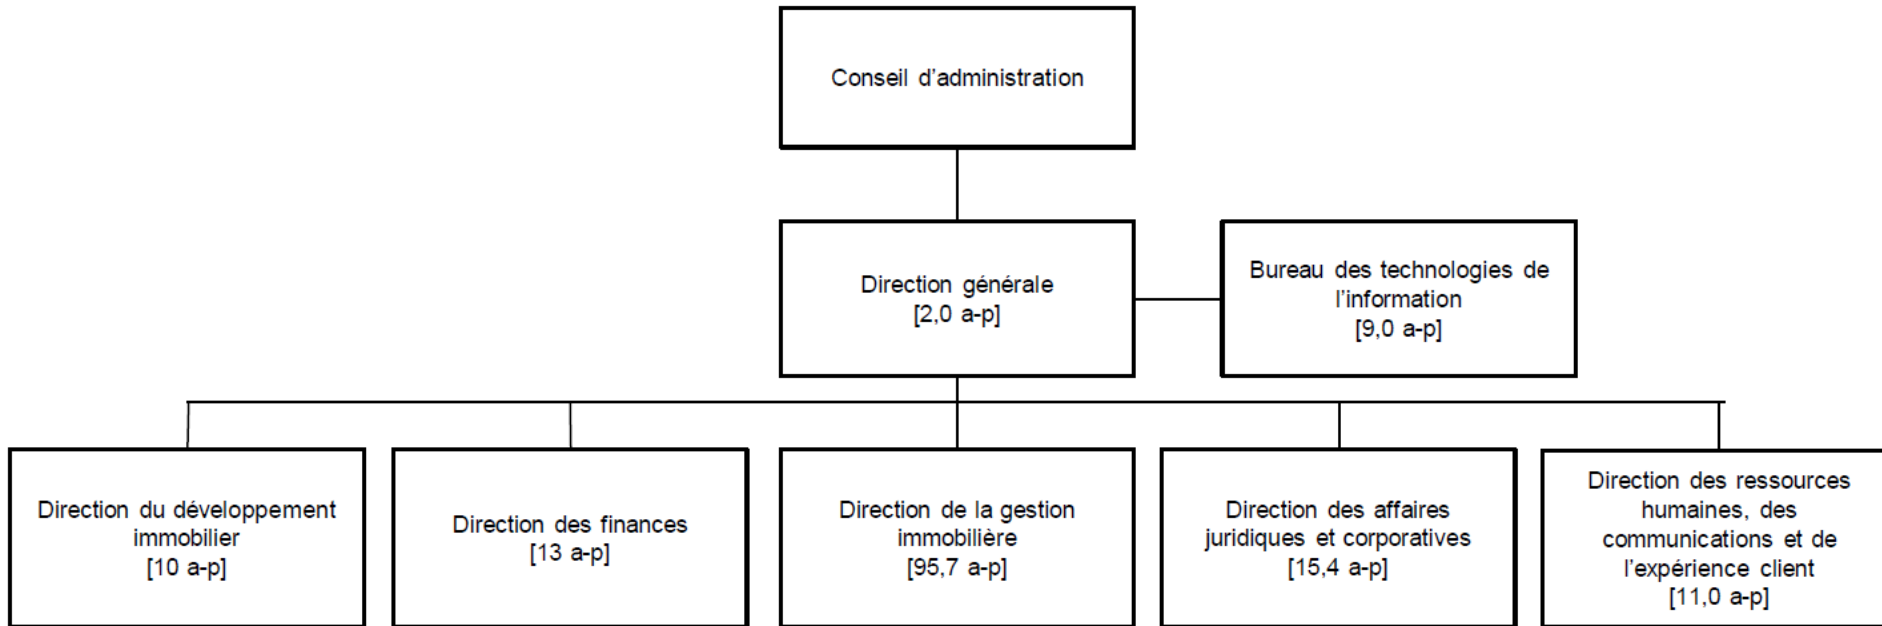 Conseil d'administration
Direction générale
[2,0 a-p]
Bureau des technologies de
l'information
[9,0 a-p]
Direction du développement
immobilier
[10 a-p]
Direction des finances
[13 a-p]
Direction de la gestion
immobilière
[95,7 a-p]
Direction des affaires
juridiques et corporatives
[15,4 a-p]
Direction des ressources
humaines, des
communications et de
l'expérience client
[11,0 a-p]